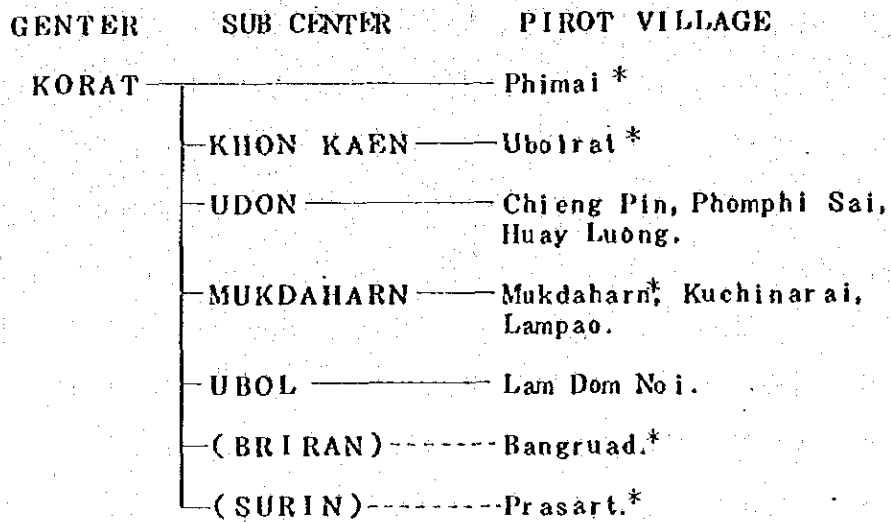 GENTER SUB CENTER PIROT VILLAGE
KORAT Phimai *
KHON KAEN Ubolrat *
UDON Chieng Pin, Phomphi Sai,
Huay Luong.
MUKDAHARN Mukdaharn*, Kuchinarai,
Lampao.
UBOL Lam Dom Noi.
(BRIRAN) Bangruad.*
(SURIN) Prasart.*